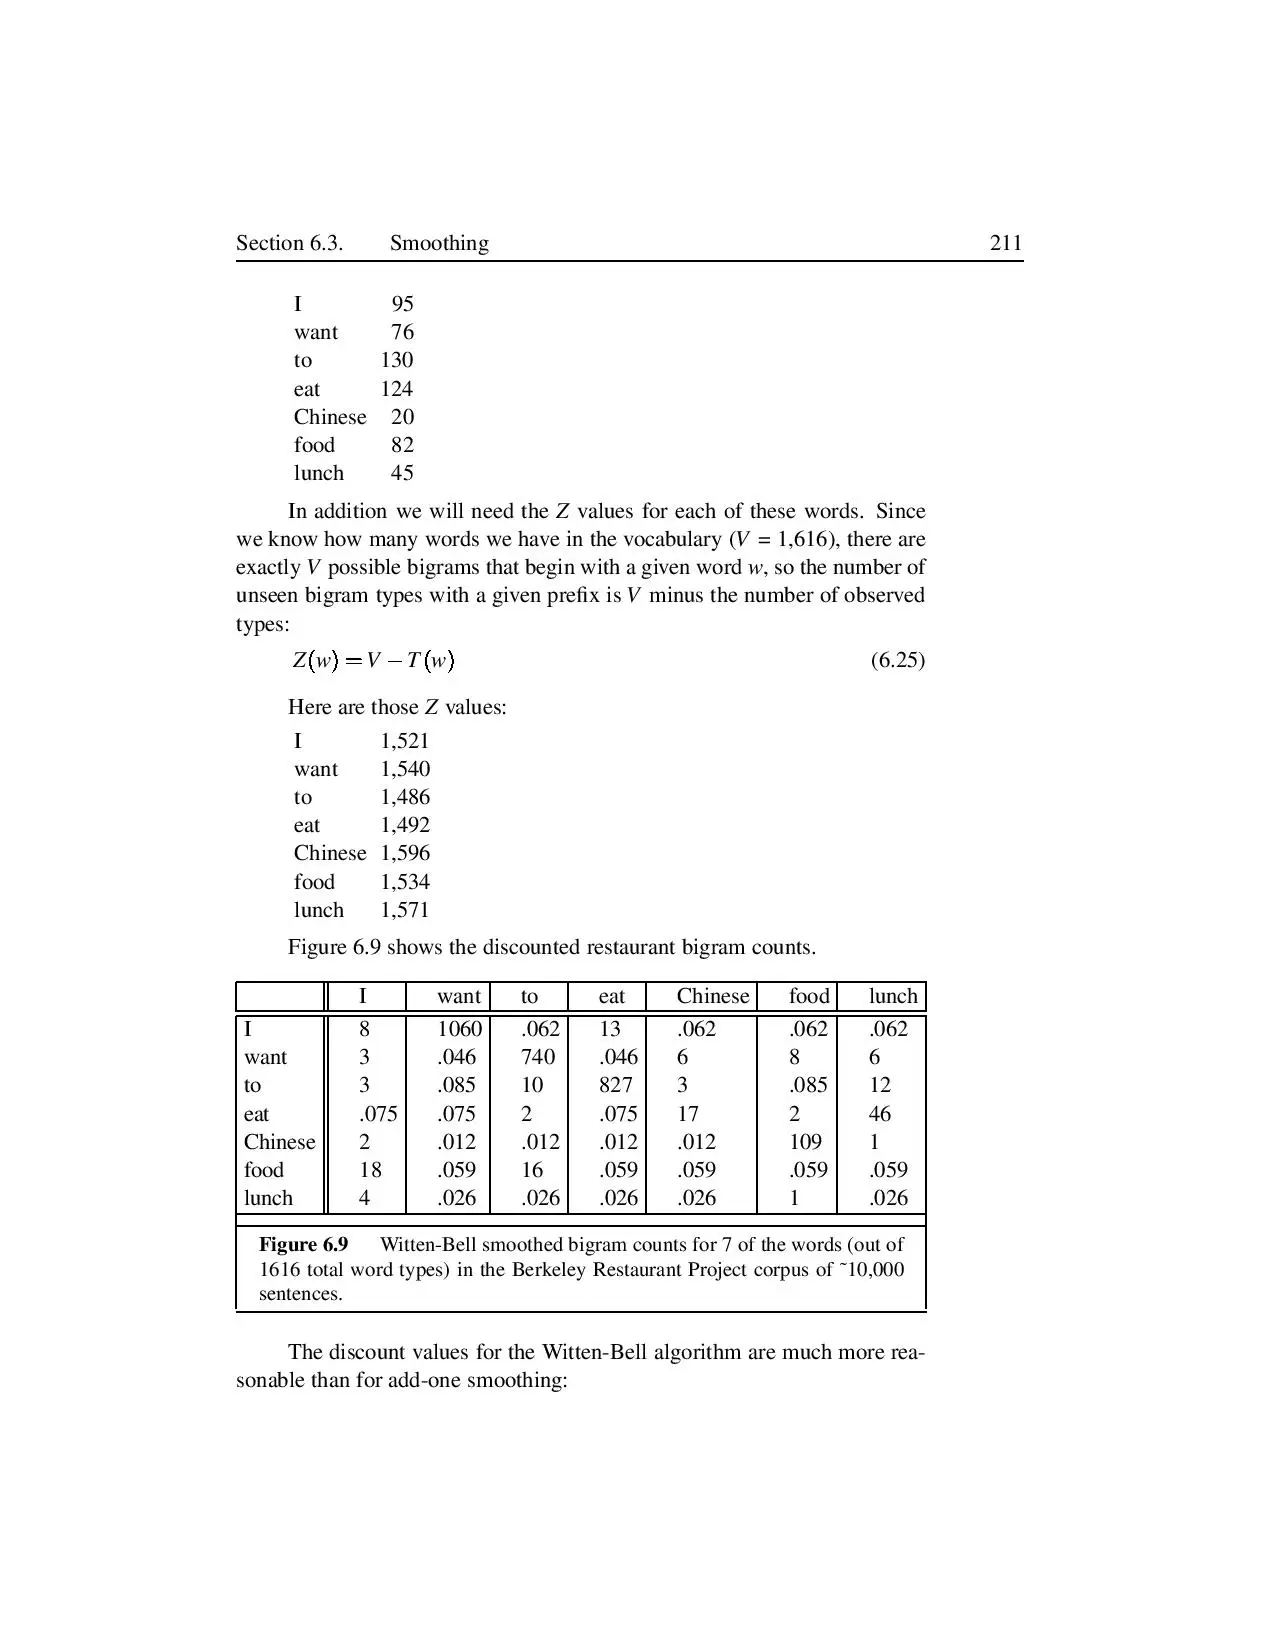 Section 6.3. Smoothing 211
I 95
want 76
to 130
eat 124
Chinese 20
food 82
lunch 45
In addition we will need the Z values for each of these words. Since
we know how many words we have in the vocabulary (V = 1,616), there are
exactly V possible bigrams that begin with a given word w, so the number of
unseen bigram types with a given prefix is V minus the number of observed
types:
Z(w) = V − T(w) (6.25)
Here are those Z values:
I 1,521
want 1,540
to 1,486
eat 1,492
Chinese 1,596
food 1,534
lunch 1,571
Figure 6.9 shows the discounted restaurant bigram counts.
I want to eat Chinese food lunch
I 8 1060 .062 13 .062 .062 .062
want 3 .046 740 .046 6 8 6
to 3 .085 10 827 3 .085 12
eat .075 .075 2 .075 17 2 46
Chinese 2 .012 .012 .012 .012 109 1
food 18 .059 16 .059 .059 .059 .059
lunch 4 .026 .026 .026 .026 1 .026
Figure 6.9 Witten-Bell smoothed bigram counts for 7 of the words (out of
1616 total word types) in the Berkeley Restaurant Project corpus of ˜10,000
sentences.
The discount values for the Witten-Bell algorithm are much more rea-
sonable than for add-one smoothing: